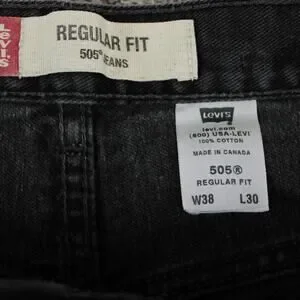 Levi's
REGULAR FIT
505® JEANS
LEVI'S
levi.com
(800) USA-LEVI
100% COTTON
MADE IN CANADA
505®
REGULAR FIT
W38 L30